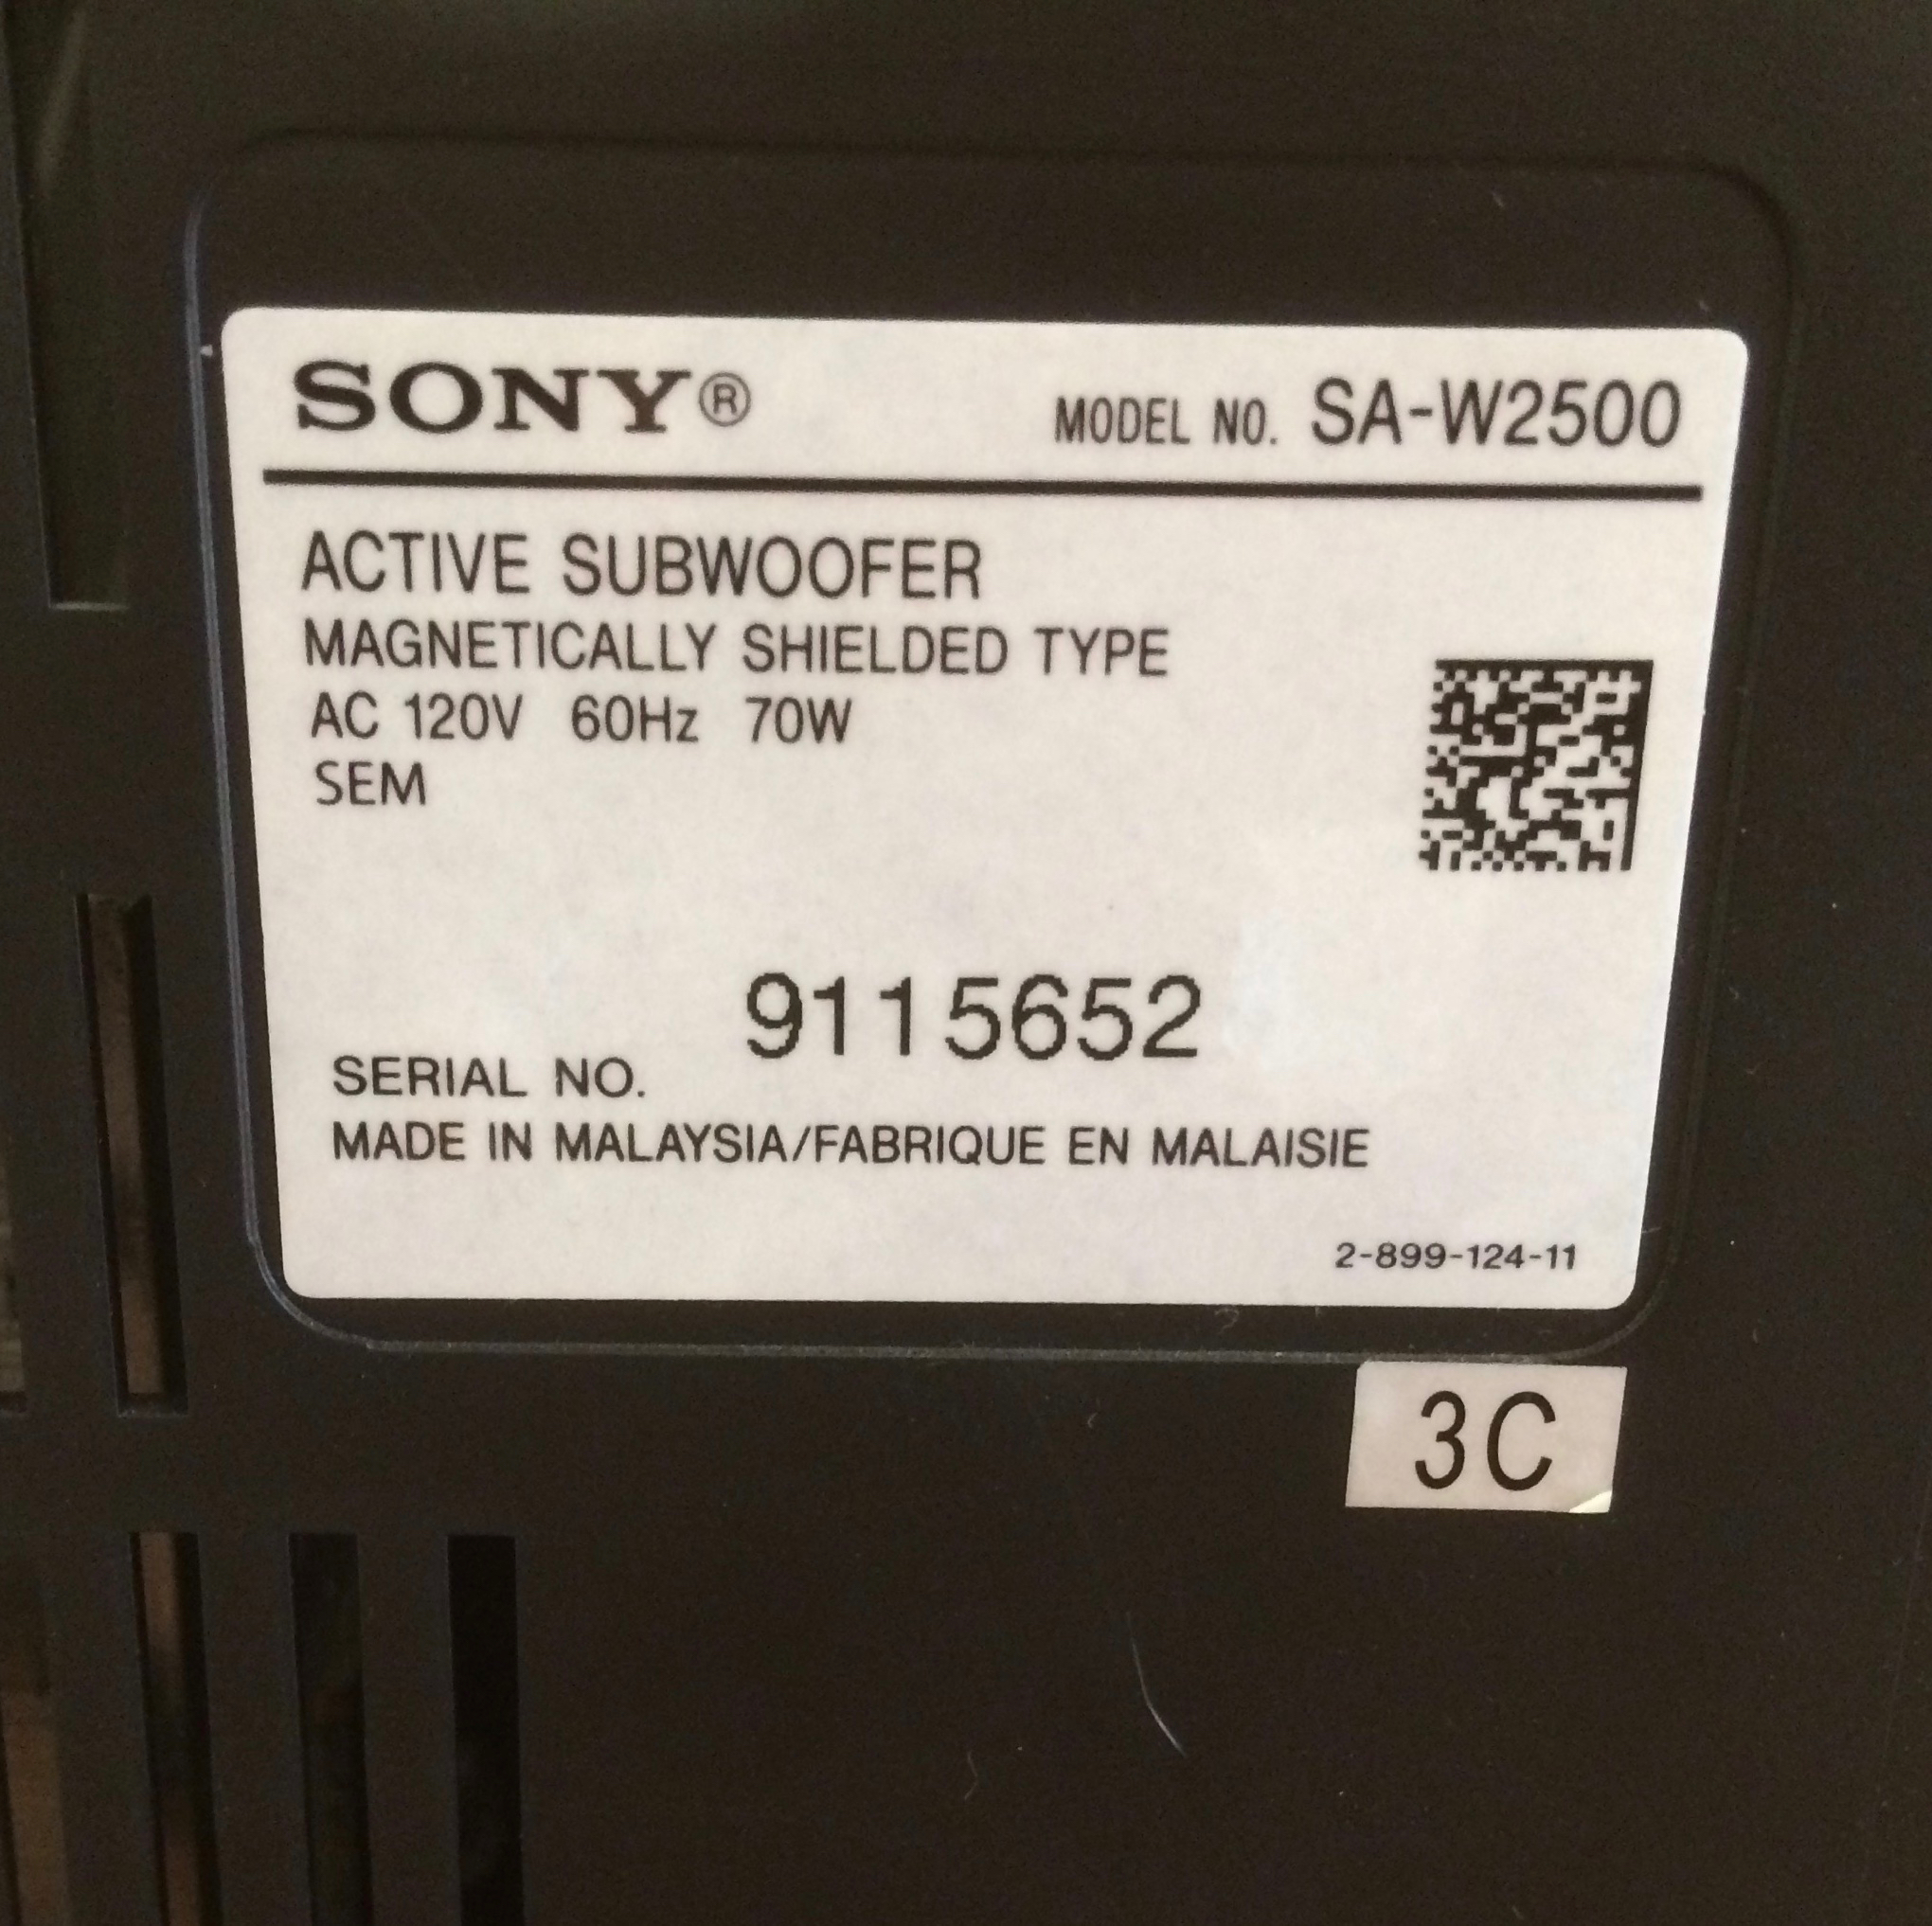 SONY®
MODEL NO. SA-W2500
ACTIVE SUBWOOFER
MAGNETICALLY SHIELDED TYPE
AC 120V 60Hz 70W
SEM
9115652
SERIAL NO.
MADE IN MALAYSIA/FABRIQUE EN MALAISIE
2-899-124-11
3C